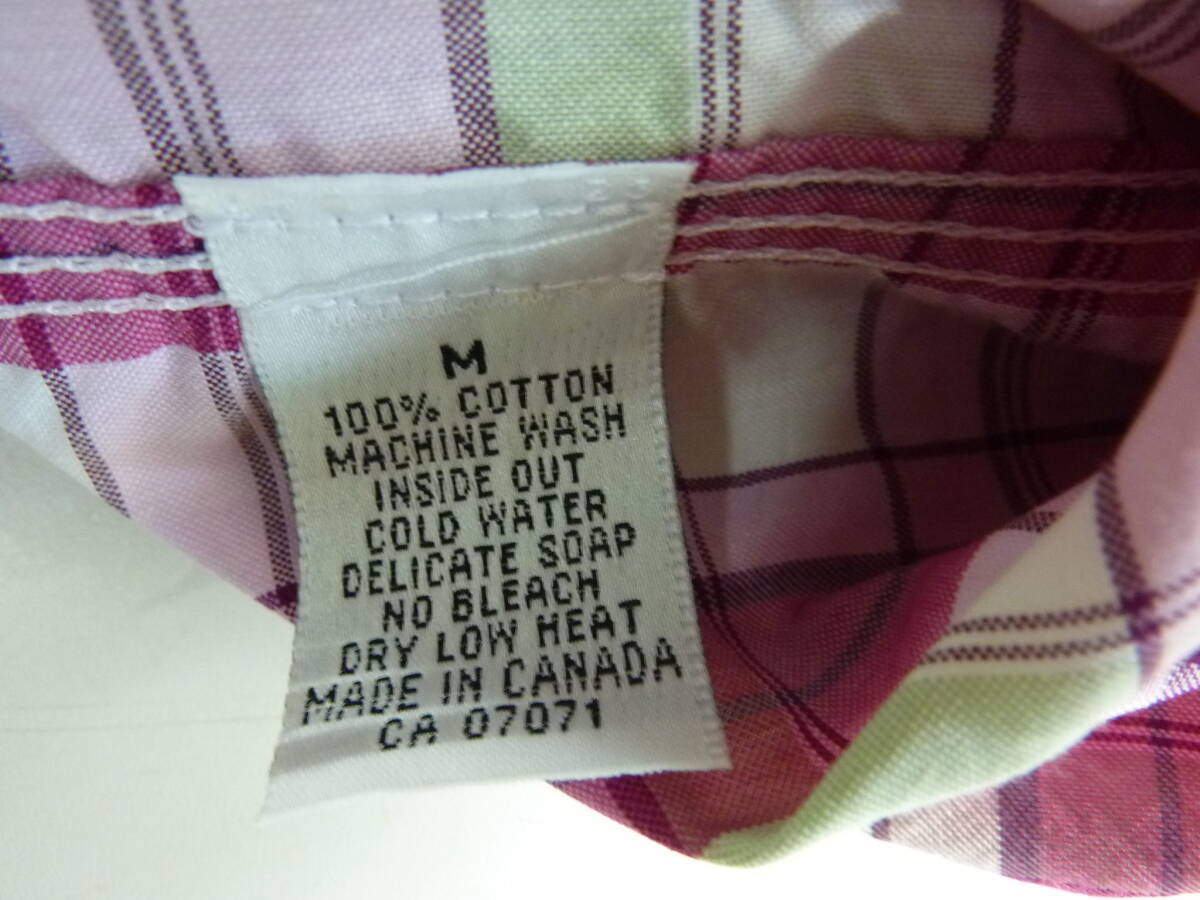 M
100% COTTON
MACHINE WASH
INSIDE OUT
COLD WATER
DELICATE SOAP
NO BLEACH
DRY LOW HEAT
MADE IN CANADA
CA 07071